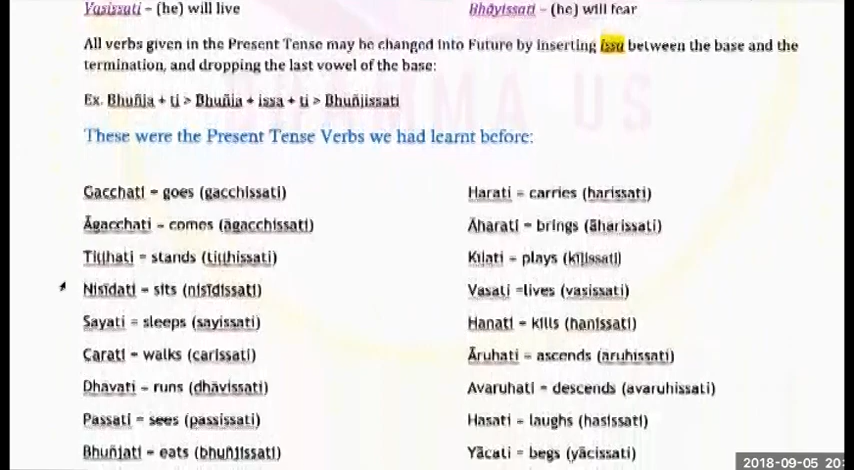 Vasissati – (he) will live
Bhāyissati – (he) will fear
All verbs given in the Present Tense may be changed into Future by inserting issa between the base and the
termination, and dropping the last vowel of the base:
Ex. Bhuñja + ti > Bhuñja + issa + ti > Bhuñjissati
DHAMMA US
These were the Present Tense Verbs we had learnt before:
Gacchati = goes (gacchissati)
Āgacchati – comes (āgacchissati)
Tiṭṭhati = stands (tiṭṭhissati)
Nisīdati – sits (nisīdissati)
Sayati = sleeps (sayissati)
Carati – walks (carissati)
Dhāvati – runs (dhāvissati)
Passati = sees (passissati)
Bhuñjati – eats (bhuñjissati)
Harati = carries (harissati)
Āharati = brings (āharissati)
Kīḷati – plays (kīḷissati)
Vasati =lives (vasissati)
Hanati – kills (hanissati)
Āruhati = ascends (āruhissati)
Avaruhati = descends (avaruhissati)
Hasati – laughs (hasissati)
Yācati – begs (yācissati)
2018-09-05 20: